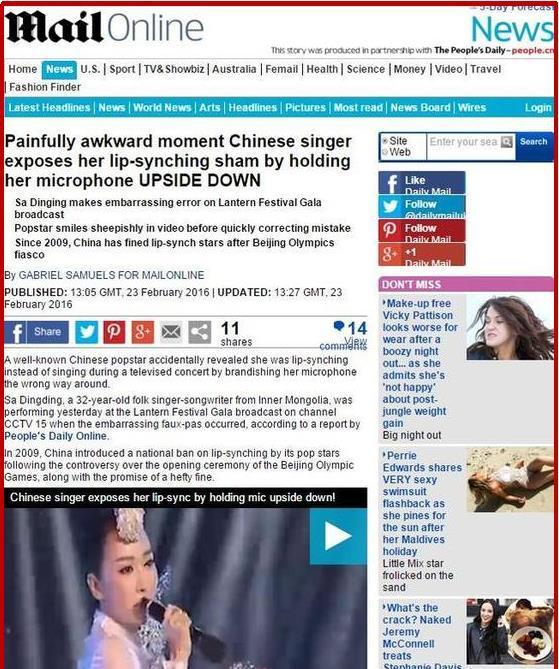 5-Day Forecast
Mail Online
News
This story was produced in partnership with The People's Daily – people.cn
Home News U.S. | Sport | TV&Showbiz | Australia | Femail | Health | Science | Money | Video | Travel
| Fashion Finder
Latest Headlines | News | World News | Arts | Headlines | Pictures | Most read | News Board | Wires Login
Painfully awkward moment Chinese singer
exposes her lip-synching sham by holding
her microphone UPSIDE DOWN
Sa Dinging makes embarrassing error on Lantern Festival Gala
broadcast
Popstar smiles sheepishly in video before quickly correcting mistake
Since 2009, China has fined lip-synch stars after Beijing Olympics
fiasco
By GABRIEL SAMUELS FOR MAILONLINE
PUBLISHED: 13:05 GMT, 23 February 2016 | UPDATED: 13:27 GMT, 23
February 2016
Share
11
shares
14
View
comments
A well-known Chinese popstar accidentally revealed she was lip-synching
instead of singing during a televised concert by brandishing her microphone
the wrong way around.
Sa Dingding, a 32-year-old folk singer-songwriter from Inner Mongolia, was
performing yesterday at the Lantern Festival Gala broadcast on channel
CCTV 15 when the embarrassing faux-pas occurred, according to a report by
People's Daily Online.
In 2009, China introduced a national ban on lip-synching by its pop stars
following the controversy over the opening ceremony of the Beijing Olympic
Games, along with the promise of a hefty fine.
Chinese singer exposes her lip-sync by holding mic upside down!
Site
Web
Enter your sea
Search
Like
Daily Mail
Follow
@dailymailuk
Follow
Daily Mail
+1
Daily Mail
DON'T MISS
Make-up free
Vicky Pattison
looks worse for
wear after a
boozy night
out... as she
admits she's
'not happy'
about post-
jungle weight
gain
Big night out
Perrie
Edwards shares
VERY sexy
swimsuit
flashback as
she pines for
the sun after
her Maldives
holiday
Little Mix star
frolicked on the
sand
What's the
crack? Naked
Jeremy
McConnell
treats
Stephanie Davis